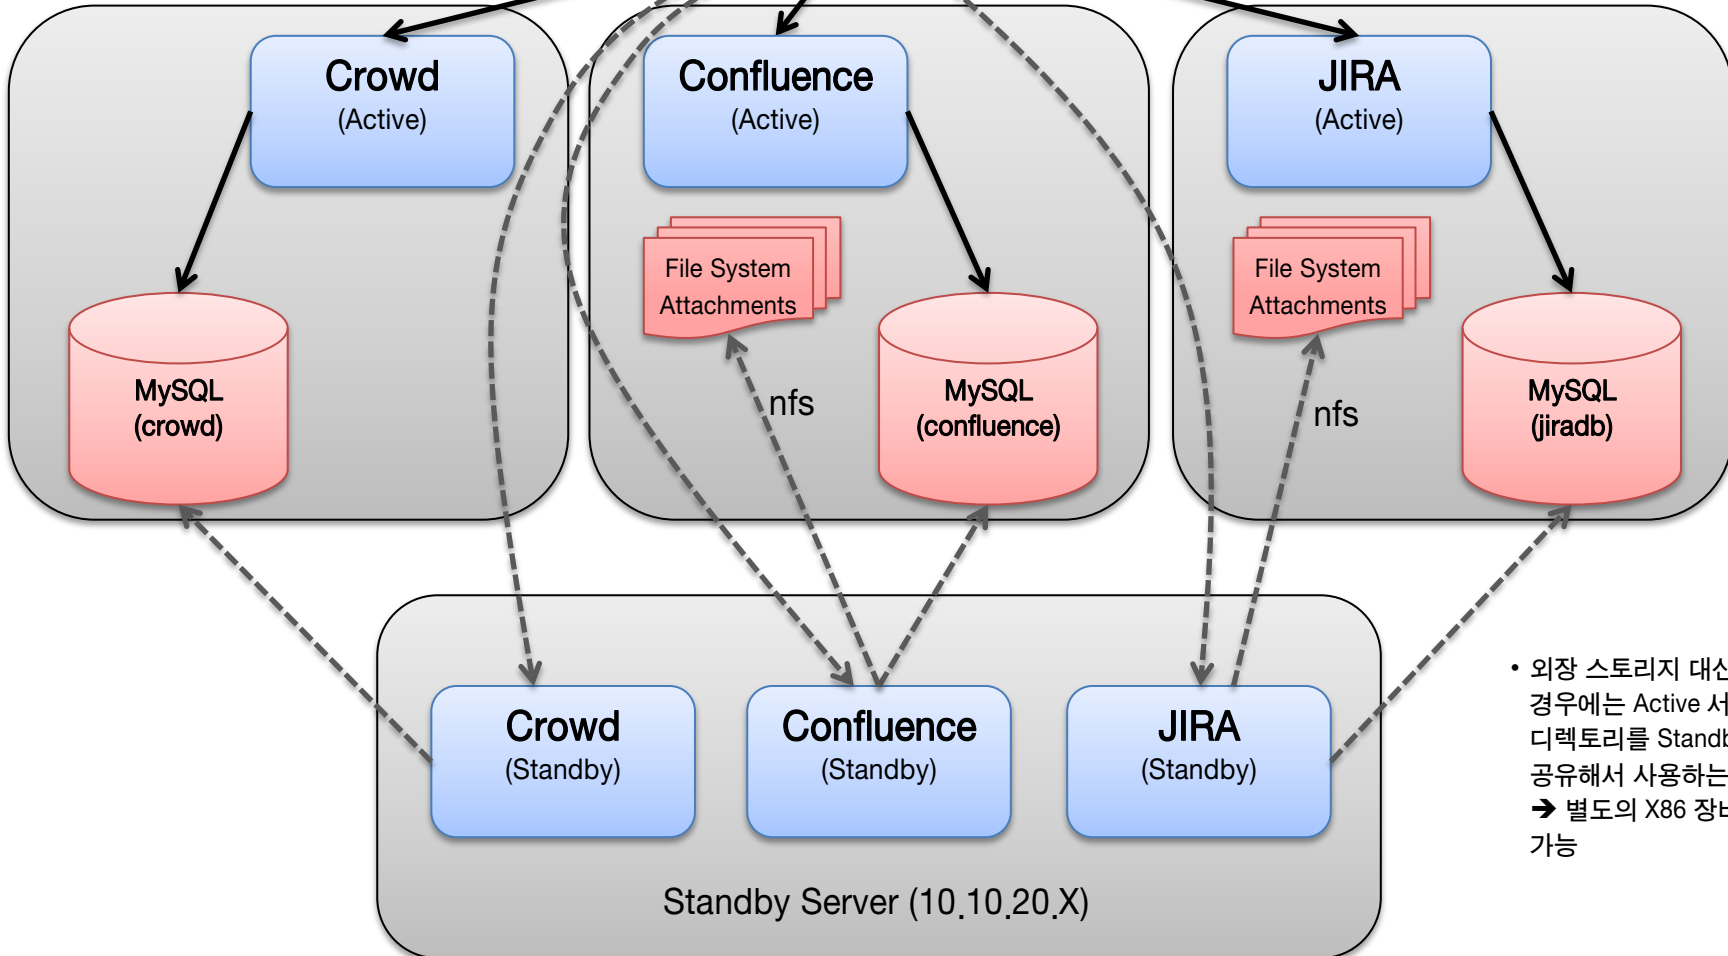 Crowd
(Active)
Confluence
(Active)
JIRA
(Active)
File System
Attachments
File System
Attachments
MySQL
(crowd)
nfs
MySQL
(confluence)
nfs
MySQL
(jiradb)
Crowd
(Standby)
Confluence
(Standby)
JIRA
(Standby)
Standby Server (10.10.20.X)
• 외장 스토리지
경우에는 Active
디렉토리를
공유해서 사용하는
➔ 별도의 X86
가능